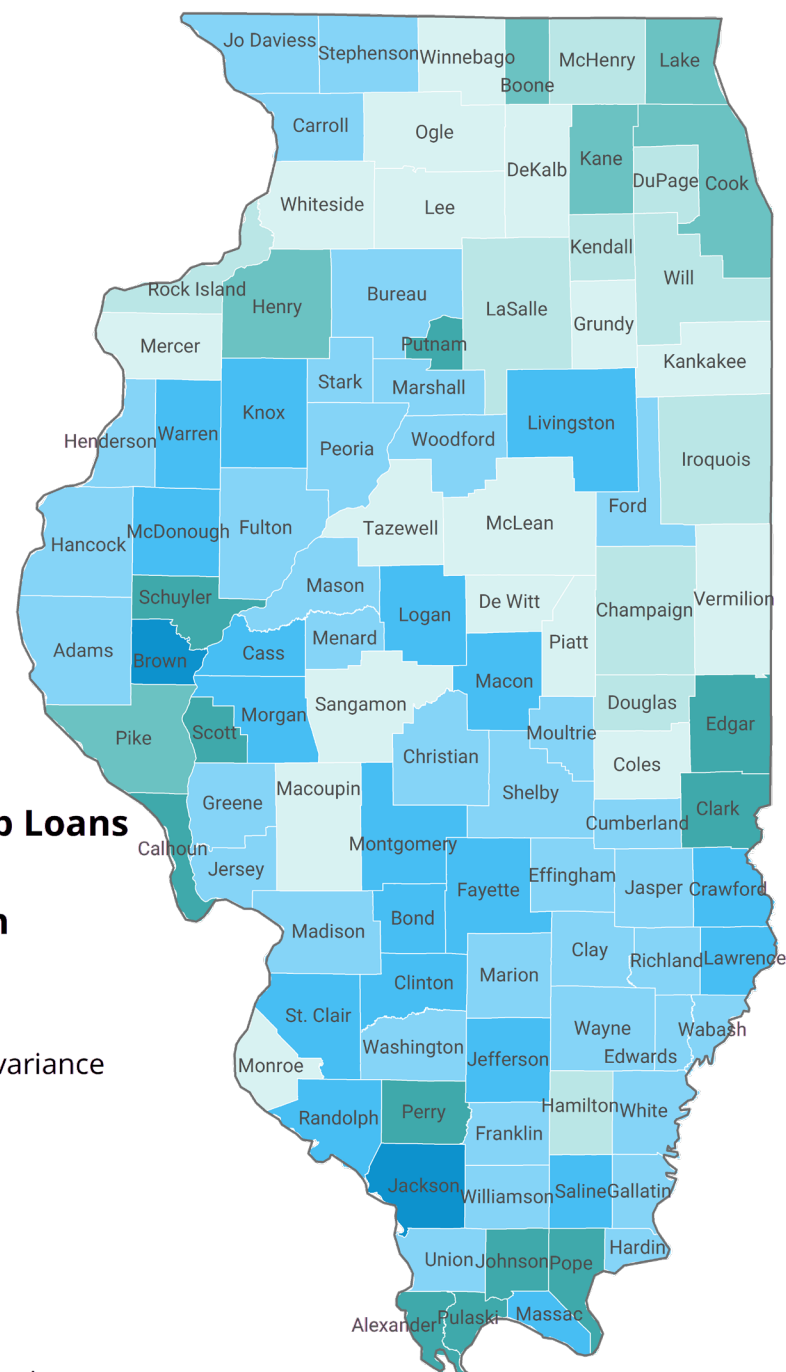 Jo Daviess
Stephenson
Winnebago
Boone
McHenry
Lake
Carroll
Ogle
DeKalb
Kane
DuPage
Cook
Whiteside
Lee
Kendall
Will
Rock Island
Henry
Bureau
LaSalle
Grundy
Mercer
Putnam
Kankakee
Stark
Marshall
Henderson
Warren
Knox
Peoria
Woodford
Livingston
Iroquois
Hancock
McDonough
Fulton
Tazewell
McLean
Ford
Schuyler
Mason
Logan
De Witt
Champaign
Vermilion
Adams
Brown
Cass
Menard
Piatt
Macon
Pike
Scott
Morgan
Sangamon
Christian
Moultrie
Douglas
Edgar
Coles
Greene
Macoupin
Shelby
Clark
Loans
Calhoun
Montgomery
Cumberland
Jersey
Fayette
Effingham
Jasper
Crawford
Madison
Bond
Clay
Richland
Lawrence
Clinton
Marion
St. Clair
Washington
Jefferson
Wayne
Edwards
Wabash
variance
Monroe
Randolph
Perry
Franklin
Hamilton
White
Jackson
Williamson
Saline
Gallatin
Union
Johnson
Pope
Hardin
Alexander
Pulaski
Massac